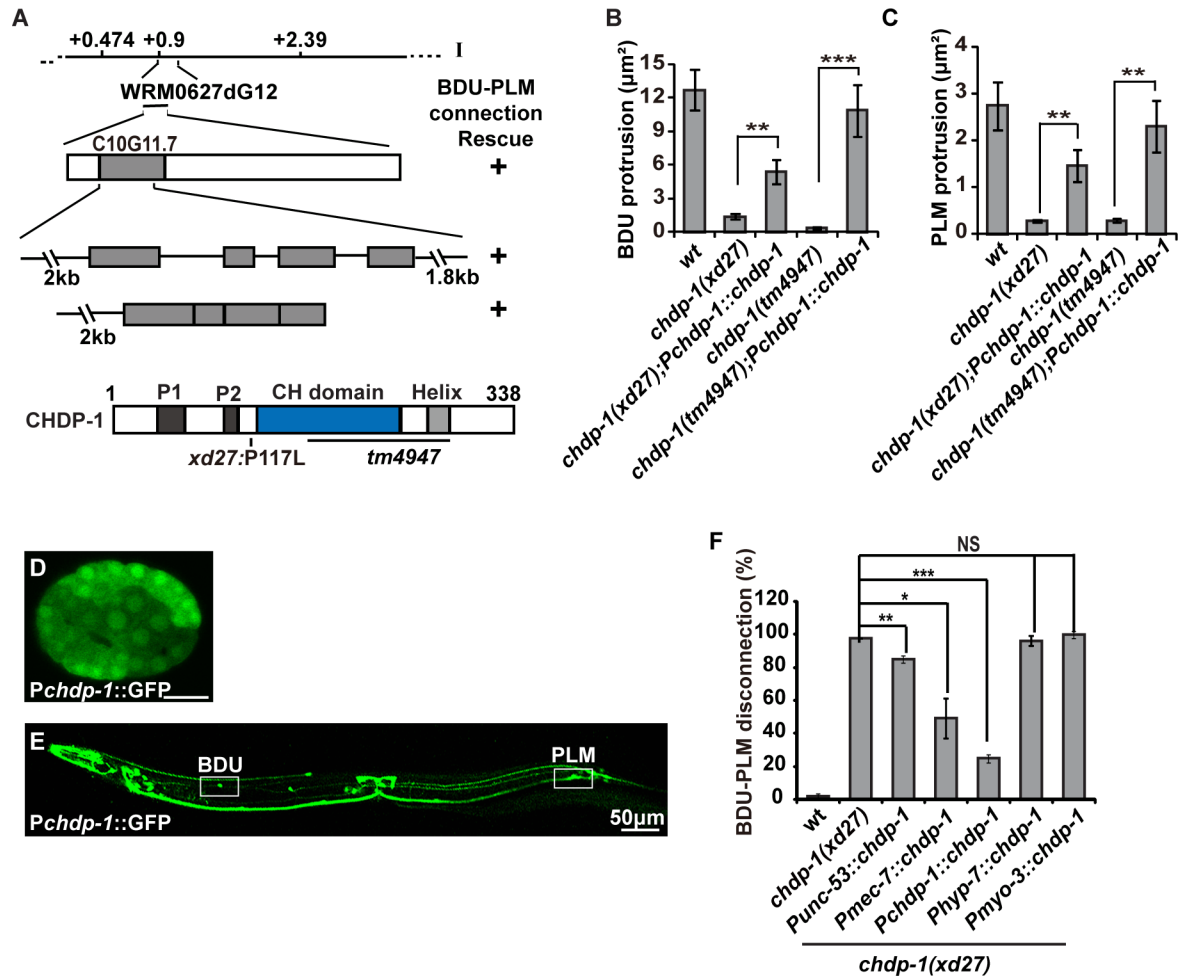 A
+0.474 +0.9 +2.39 I
WRM0627dG12
BDU-PLM
connection
Rescue
C10G11.7
+
2kb 1.8kb +
2kb +
1 P1 P2 CH domain Helix 338
CHDP-1
xd27:P117L tm4947
B
BDU protrusion (µm²)
15
12
9
6
3
0
**
***
wt
chdp-1(xd27)
chdp-1(xd27);Pchdp-1::chdp-1
chdp-1(tm4947)
chdp-1(tm4947);Pchdp-1::chdp-1
C
PLM protrusion (µm²)
4
3
2
1
0
**
**
wt
chdp-1(xd27)
chdp-1(xd27);Pchdp-1::chdp-1
chdp-1(tm4947)
chdp-1(tm4947);Pchdp-1::chdp-1
D
Pchdp-1::GFP
E
BDU PLM
Pchdp-1::GFP
50µm
F
BDU-PLM disconnection (%)
120
100
80
60
40
20
0
NS
***
*
**
wt
chdp-1(xd27)
Punc-53::chdp-1
Pmec-7::chdp-1
Pchdp-1::chdp-1
Phyp-7::chdp-1
Pmyo-3::chdp-1
chdp-1(xd27)